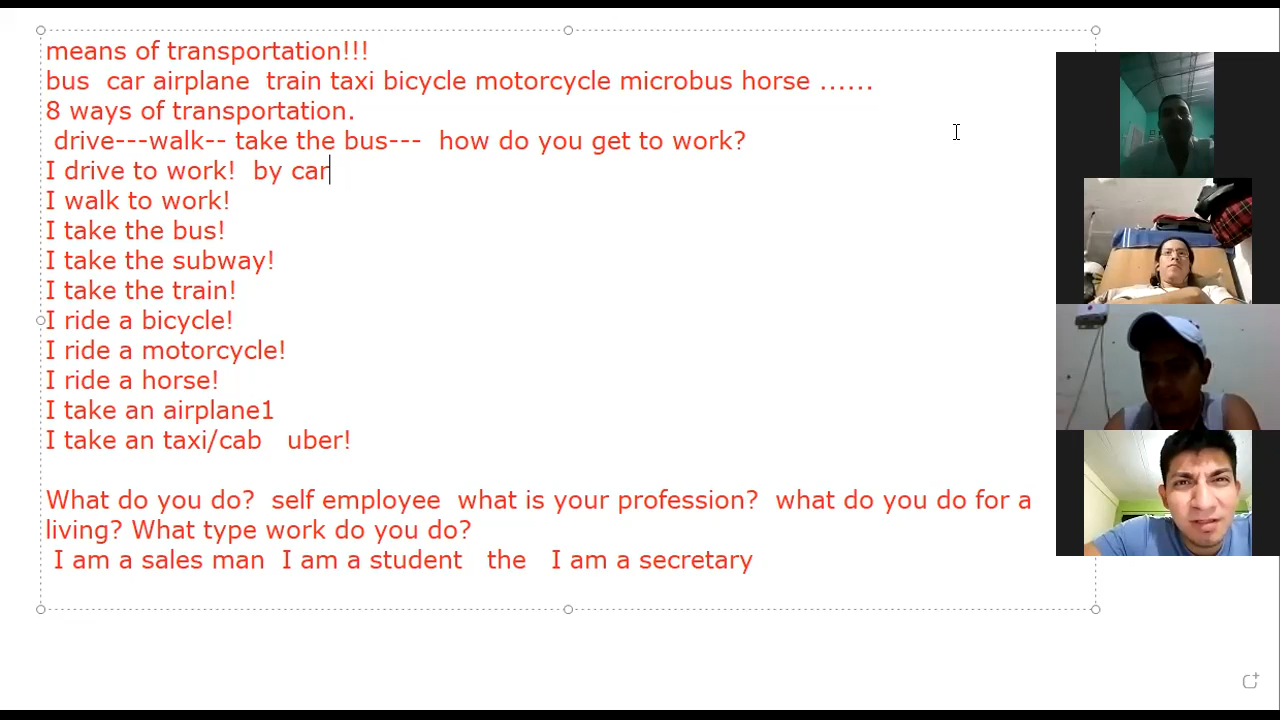 means of transportation!!!
bus  car airplane  train taxi bicycle motorcycle microbus horse ......
8 ways of transportation.
drive---walk-- take the bus---  how do you get to work?
I drive to work!  by car
I walk to work!
I take the bus!
I take the subway!
I take the train!
I ride a bicycle!
I ride a motorcycle!
I ride a horse!
I take an airplane1
I take an taxi/cab   uber!
What do you do?  self employee  what is your profession?  what do you do for a
living? What type work do you do?
I am a sales man  I am a student   the   I am a secretary